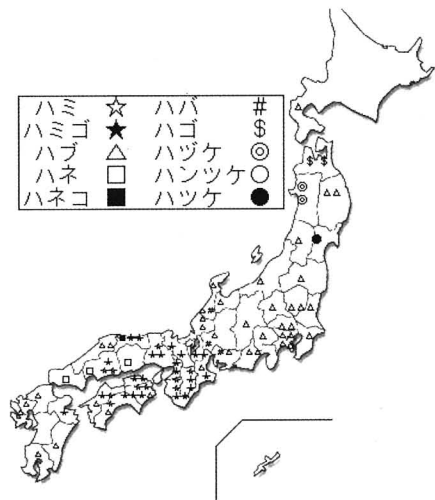 ハミ ☆ ハバ #
ハミゴ ★ ハゴ $
ハブ △ ハヅケ ◎
ハネ □ ハンツケ ○
ハネコ ■ ハツケ ●